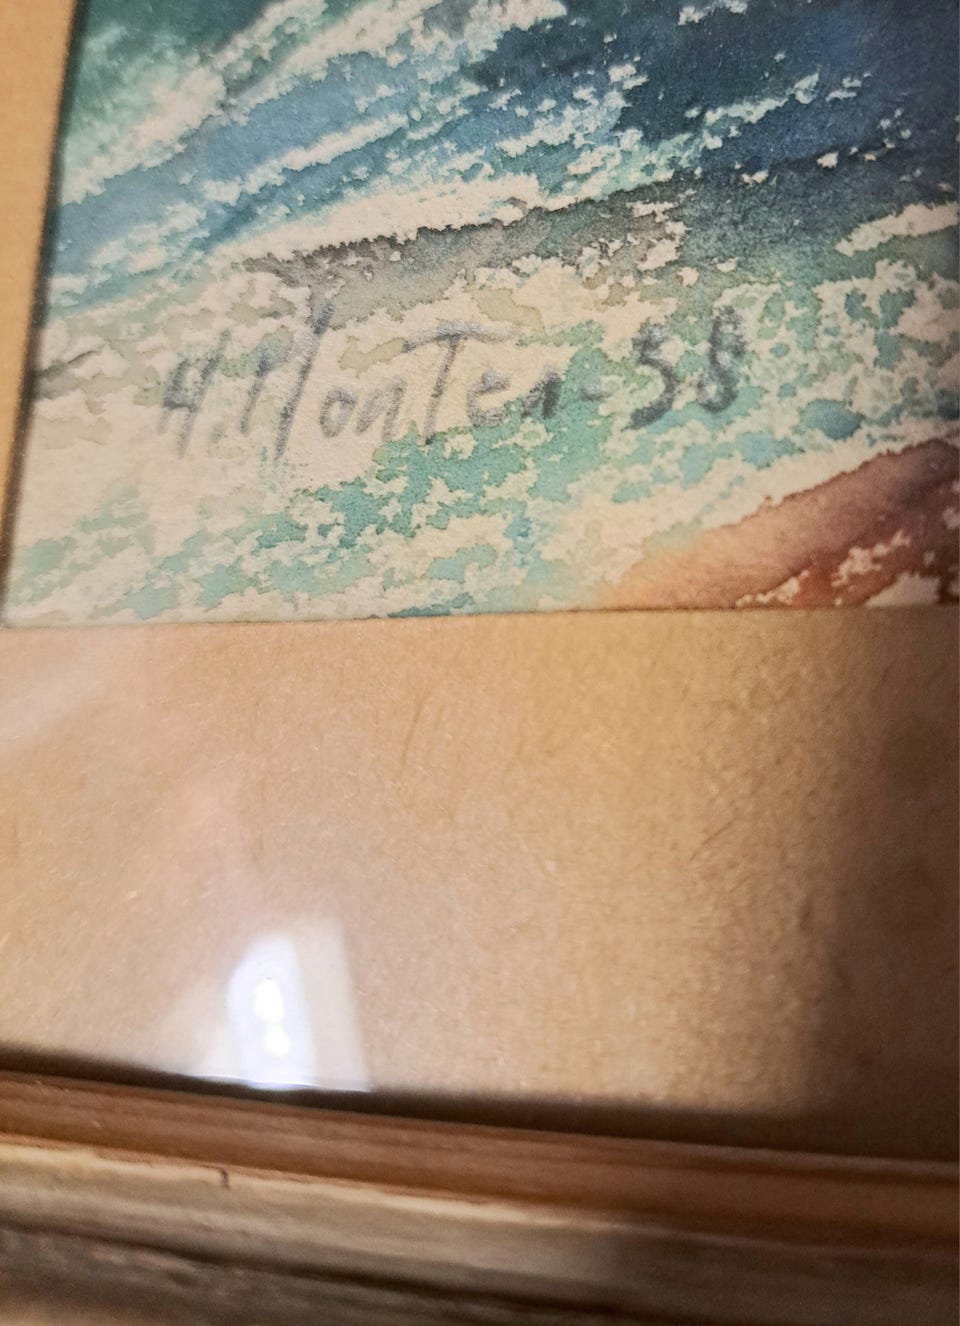 H. Monten- 58